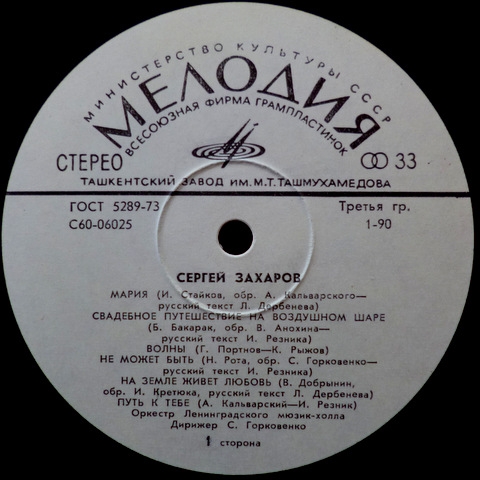 МИНИСТЕРСТВО КУЛЬТУРЫ СССР
МЕЛОДИЯ
ВСЕСОЮЗНАЯ ФИРМА ГРАМПЛАСТИНОК
СТЕРЕО 33
ТАШКЕНТСКИЙ ЗАВОД ИМ. М.Т. ТАШМУХАМЕДОВА
ГОСТ 5289-73 Третья гр.
С60-06025 1-90
СЕРГЕЙ ЗАХАРОВ
МАРИЯ (И. Стайков, обр. А. Кальварского—
русский текст Л. Дербенева)
СВАДЕБНОЕ ПУТЕШЕСТВИЕ НА ВОЗДУШНОМ ШАРЕ
(Б. Бакарак, обр. В. Анохина—
русский текст И. Резника)
ВОЛНЫ (Г. Портнов—К. Рыжов)
НЕ МОЖЕТ БЫТЬ (Н. Рота, обр. С. Горковенко—
русский текст И. Резника)
НА ЗЕМЛЕ ЖИВЕТ ЛЮБОВЬ (В. Добрынин,
обр. И. Кретюка, русский текст Л. Дербенева)
ПУТЬ К ТЕБЕ (А. Кальварский—И. Резник)
Оркестр Ленинградского мюзик-холла
Дирижер С. Горковенко
1 сторона